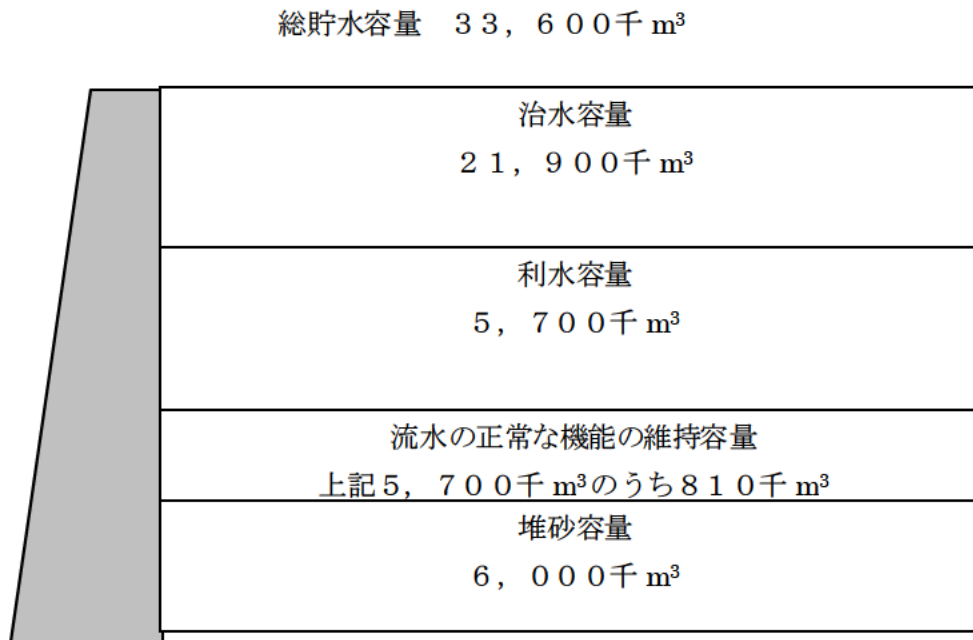 総貯水容量　３３，６００千 m³
治水容量
２１，９００千 m³
利水容量
５，７００千 m³
流水の正常な機能の維持容量
上記５，７００千 m³のうち８１０千 m³
堆砂容量
６，０００千 m³